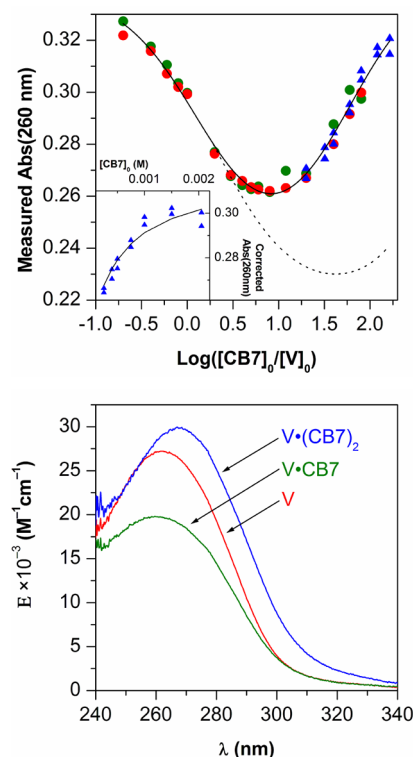 0.32
0.30
0.28
0.26
0.24
0.22
Measured Abs(260 nm)
[CB7]0 (M)
0.001 0.002
0.30
0.28
Corrected
Abs(260nm)
-1.0 -0.5 0.0 0.5 1.0 1.5 2.0 2.5
Log([CB7]0/[V]0)
30
25
20
15
10
5
0
E ×10−3 (M−1cm−1)
V•(CB7)2
V•CB7
V
240 260 280 300 320 340
λ (nm)